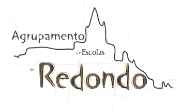 Agrupamento
de Escolas
de Redondo